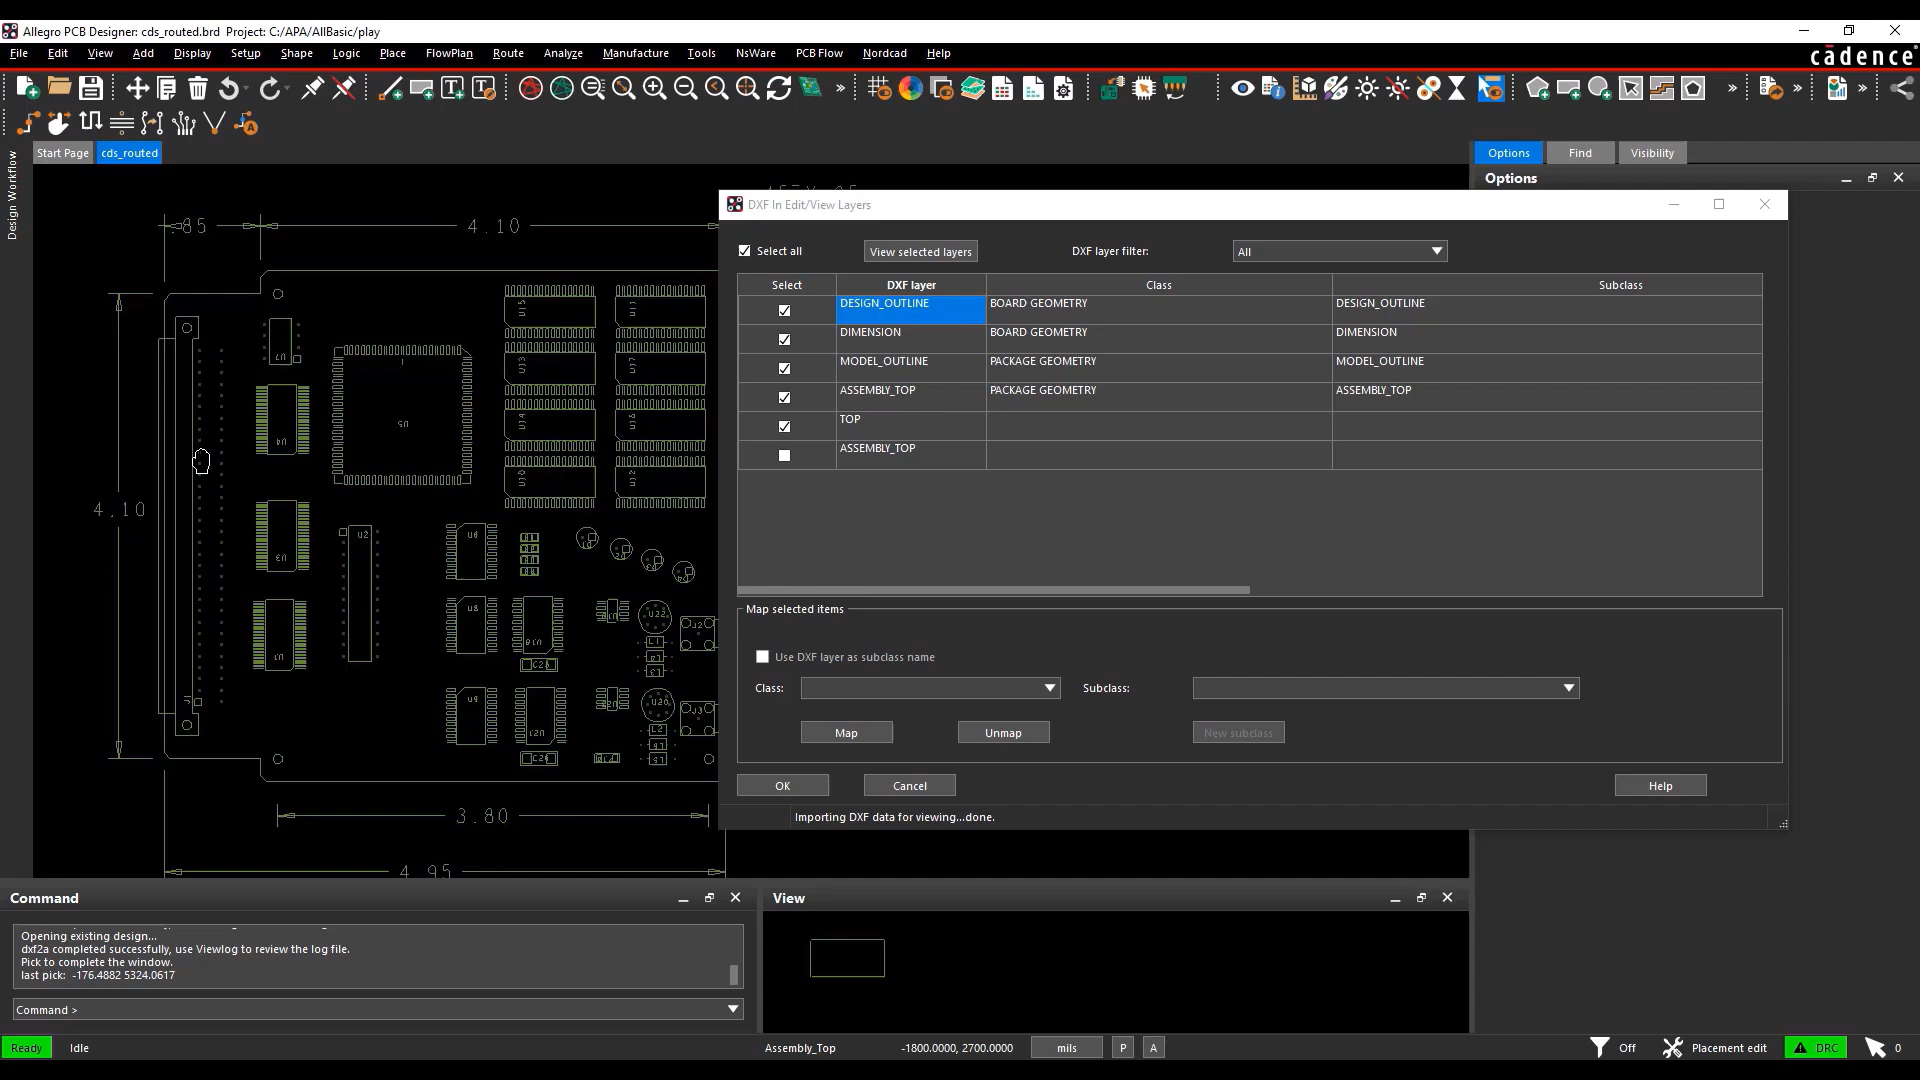 Allegro PCB Designer: cds_routed.brd Project: C:/APA/AllBasic/play
File Edit View Add Display Setup Shape Logic Place FlowPlan Route Analyze Manufacture Tools NsWare PCB Flow Nordcad Help
cādence
Start Page cds_routed
Options Find Visibility
Options
Design Workflow
DXF In Edit/View Layers
Select all View selected layers DXF layer filter: All
Select DXF layer Class Subclass
DESIGN_OUTLINE BOARD GEOMETRY DESIGN_OUTLINE
DIMENSION BOARD GEOMETRY DIMENSION
MODEL_OUTLINE PACKAGE GEOMETRY MODEL_OUTLINE
ASSEMBLY_TOP PACKAGE GEOMETRY ASSEMBLY_TOP
TOP
ASSEMBLY_TOP
Map selected items
Use DXF layer as subclass name
Class: Subclass:
Map Unmap New subclass
OK Cancel Help
Importing DXF data for viewing...done.
.85 4.10
4.10
3.80
4.95
U5
U2
Command
Opening existing design...
dxf2a completed successfully, use Viewlog to review the log file.
Pick to complete the window.
last pick: -176.4882 5324.0617
Command >
View
Ready Idle Assembly_Top -1800.0000, 2700.0000 mils P A Off Placement edit DRC 0